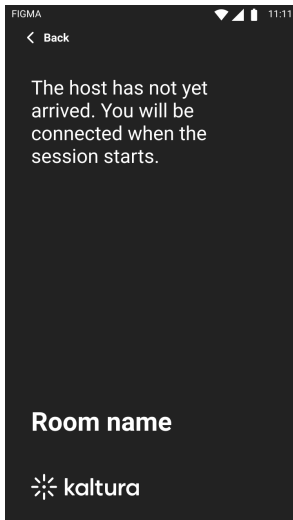 FIGMA 11:11
Back
The host has not yet
arrived. You will be
connected when the
session starts.
Room name
kaltura